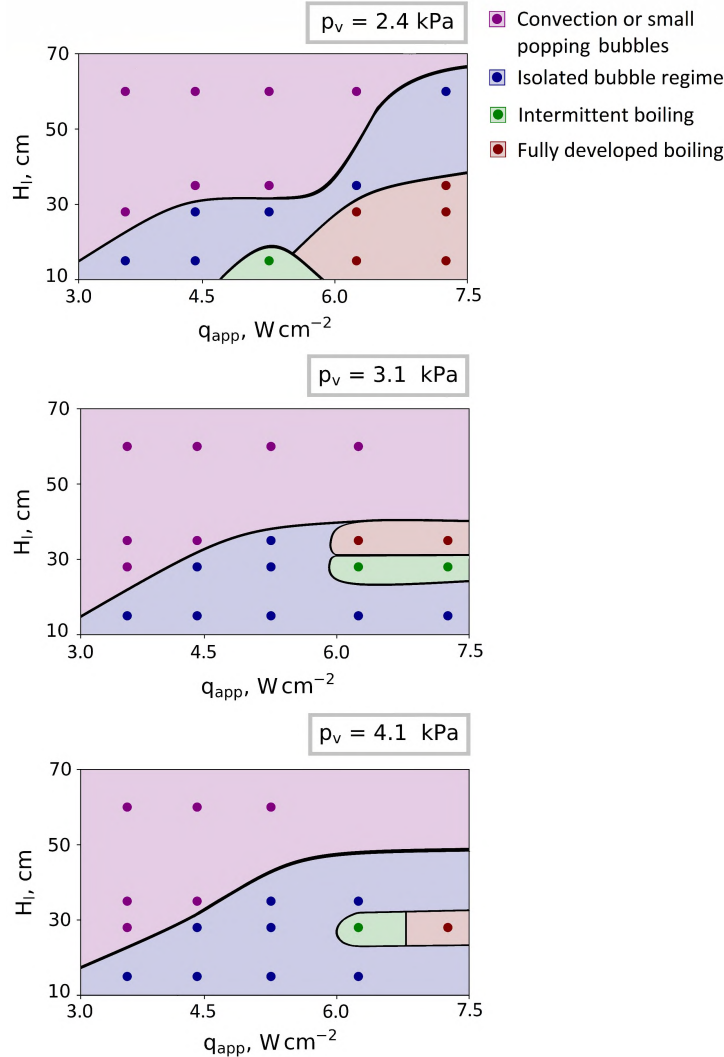 p_v = 2.4 kPa
Convection or small
popping bubbles
Isolated bubble regime
Intermittent boiling
Fully developed boiling
70
50
30
10
H_l, cm
3.0 4.5 6.0 7.5
q_app, W cm⁻²
p_v = 3.1 kPa
70
50
30
10
H_l, cm
3.0 4.5 6.0 7.5
q_app, W cm⁻²
p_v = 4.1 kPa
70
50
30
10
H_l, cm
3.0 4.5 6.0 7.5
q_app, W cm⁻²